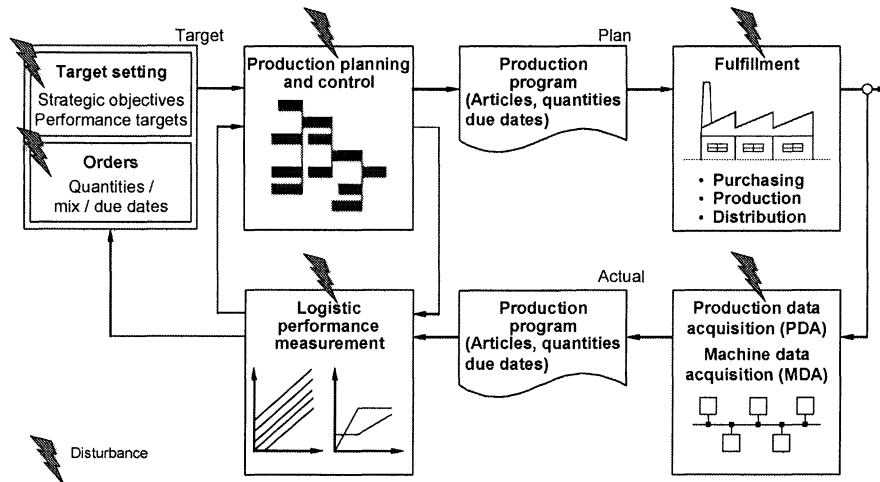 Target
Target setting
Strategic objectives
Performance targets
Orders
Quantities /
mix / due dates
Production planning
and control
Plan
Production
program
(Articles, quantities
due dates)
Fulfillment
• Purchasing
• Production
• Distribution
Logistic
performance
measurement
Actual
Production
program
(Articles, quantities
due dates)
Production data
acquisition (PDA)
Machine data
acquisition (MDA)
Disturbance